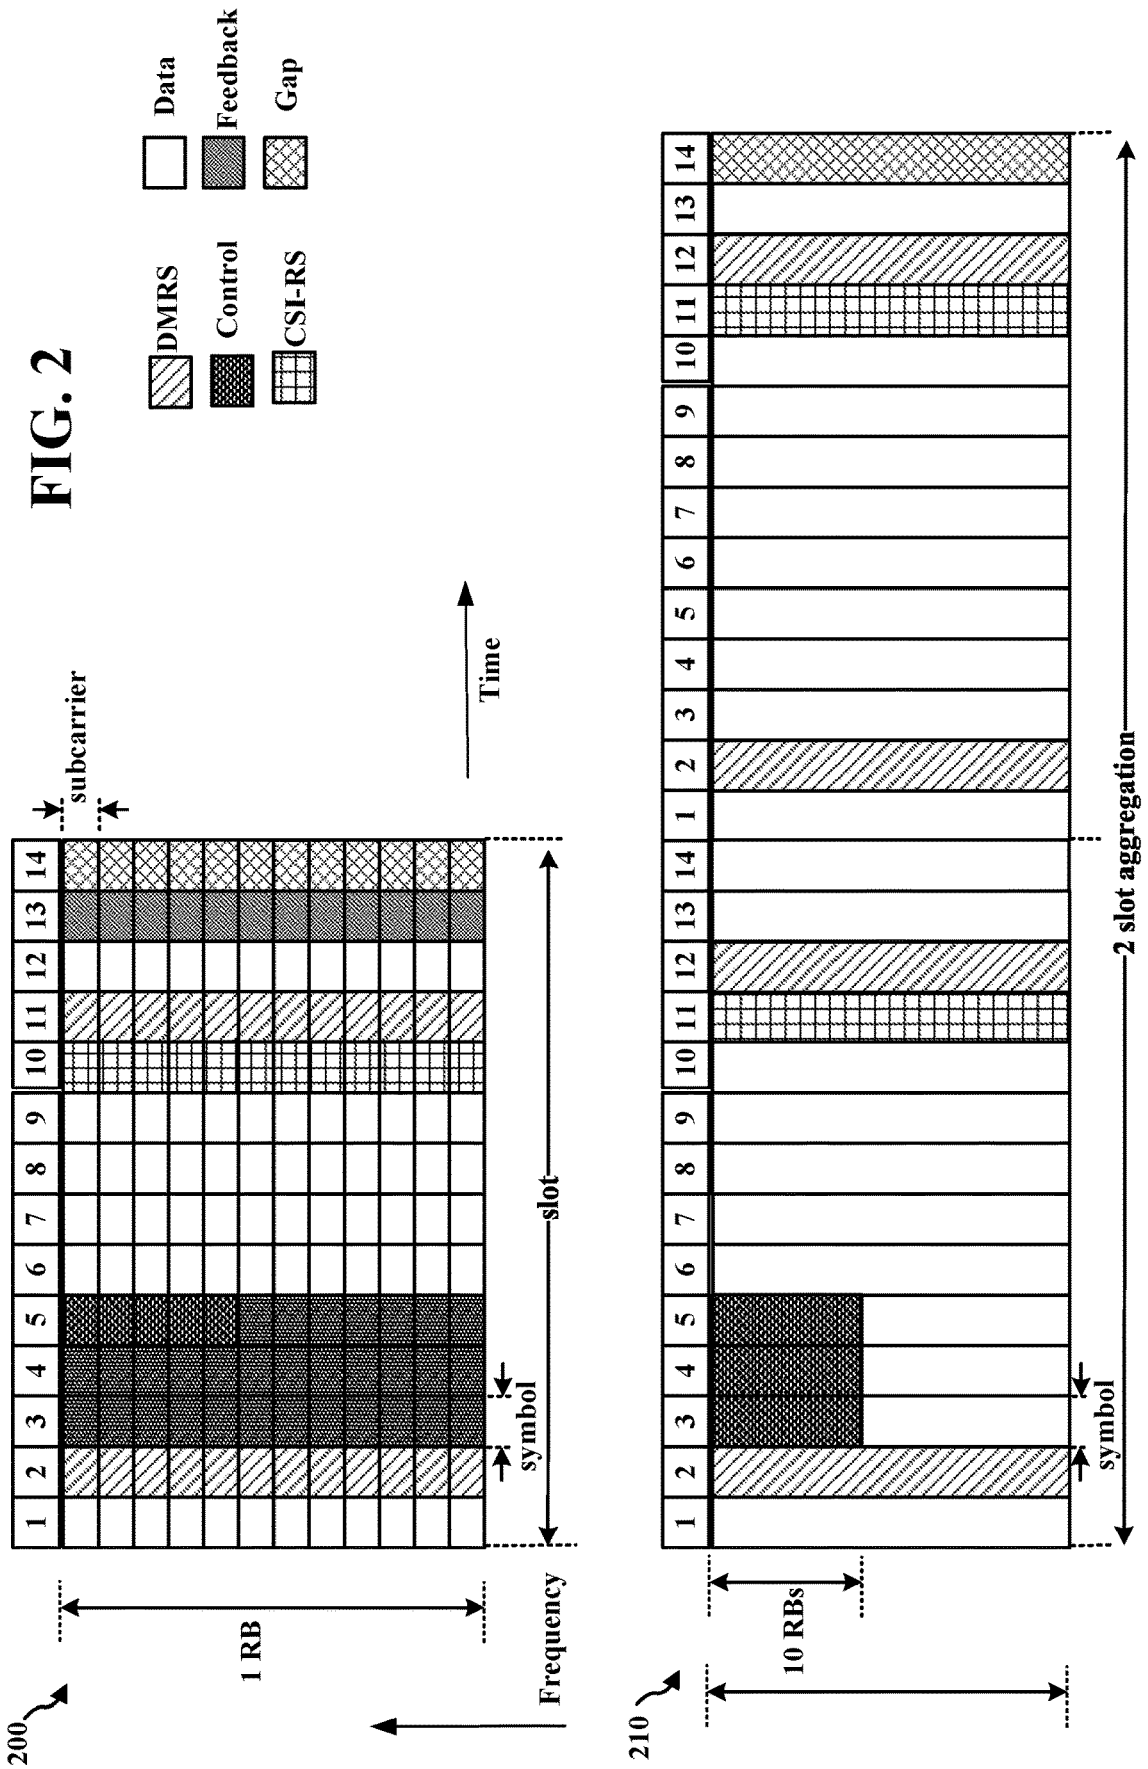 FIG. 2
200
1 2 3 4 5 6 7 8 9 10 11 12 13 14
subcarrier
DMRS
Data
Control
Feedback
CSI-RS
Gap
1 RB
Time
symbol
slot
Frequency
210
1 2 3 4 5 6 7 8 9 10 11 12 13 14 1 2 3 4 5 6 7 8 9 10 11 12 13 14
10 RBs
symbol
2 slot aggregation